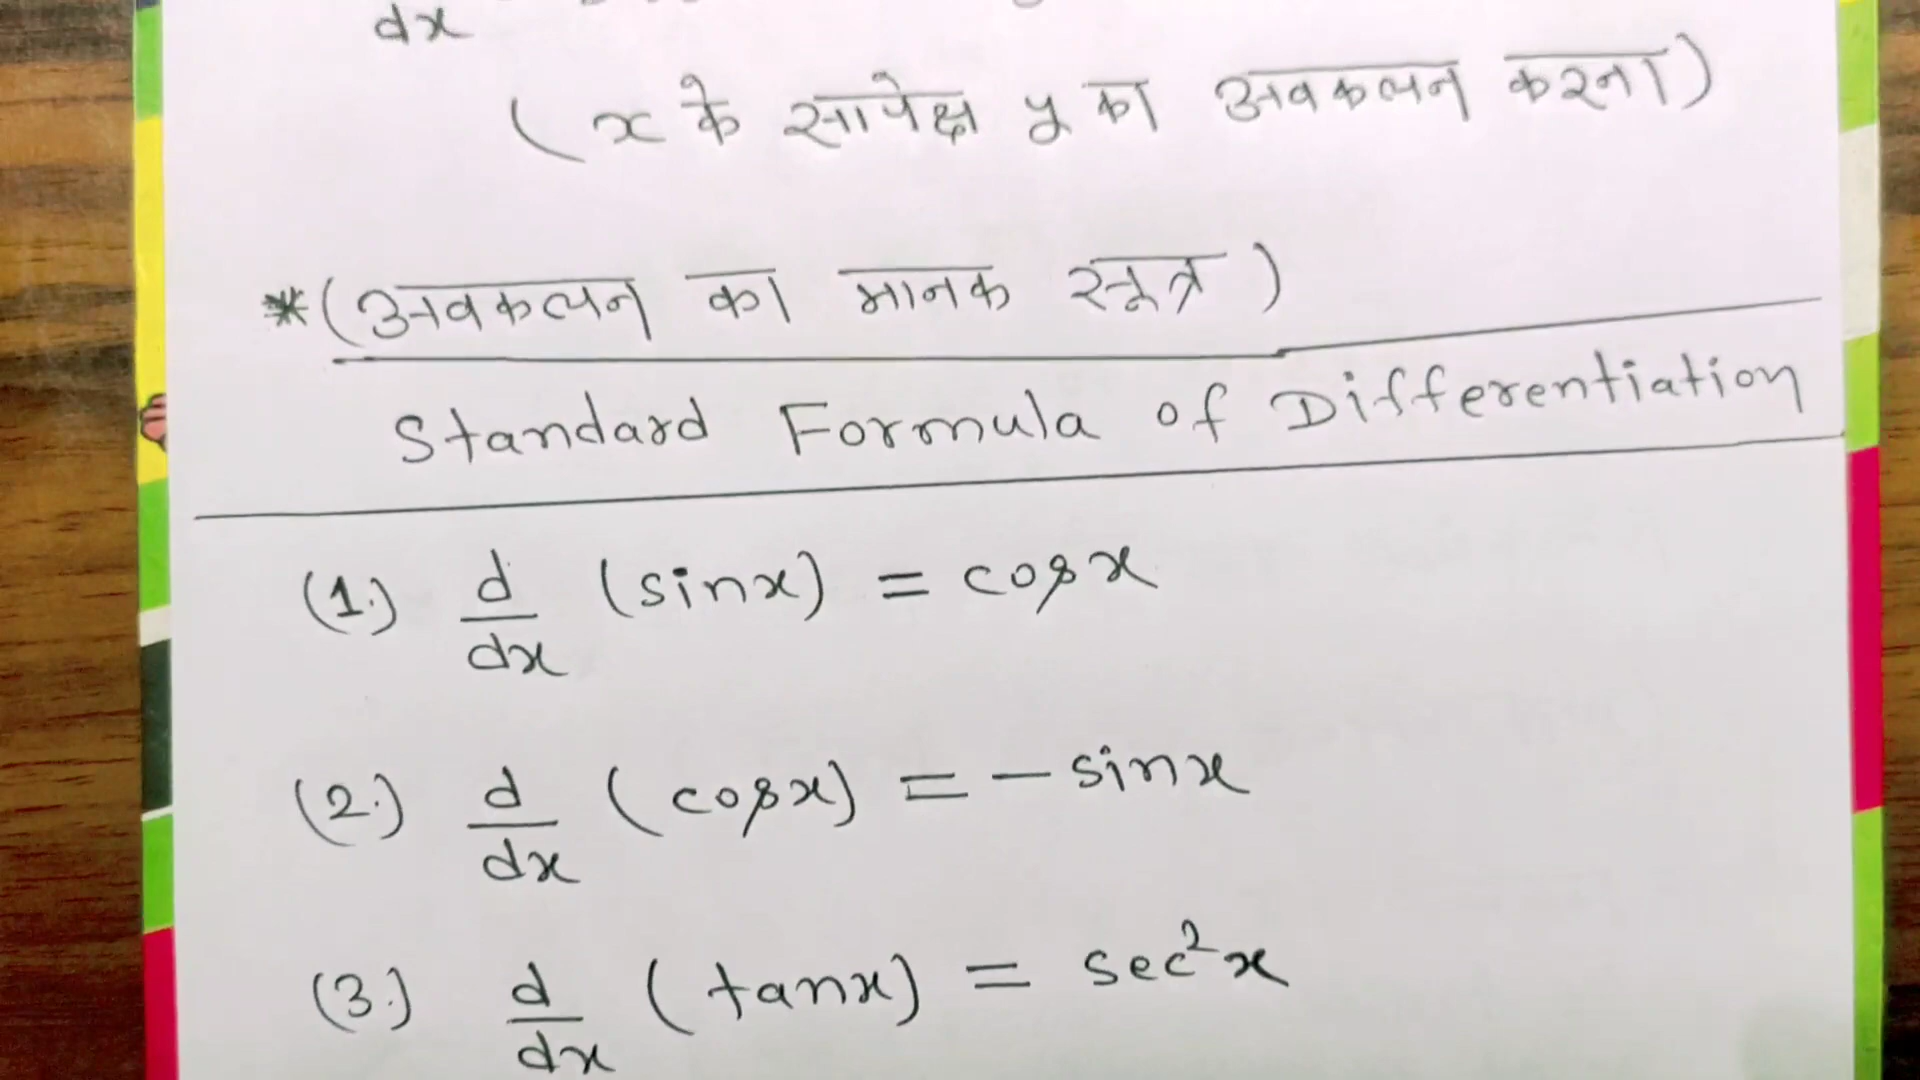 dx
(x के सापेक्ष y का अवकलन करना)
*(अवकलन का मानक सूत्र)
Standard Formula of Differentiation
(1.) d/dx (sinx) = cosx
(2.) d/dx (cosx) = - sinx
(3.) d/dx (tanx) = sec²x